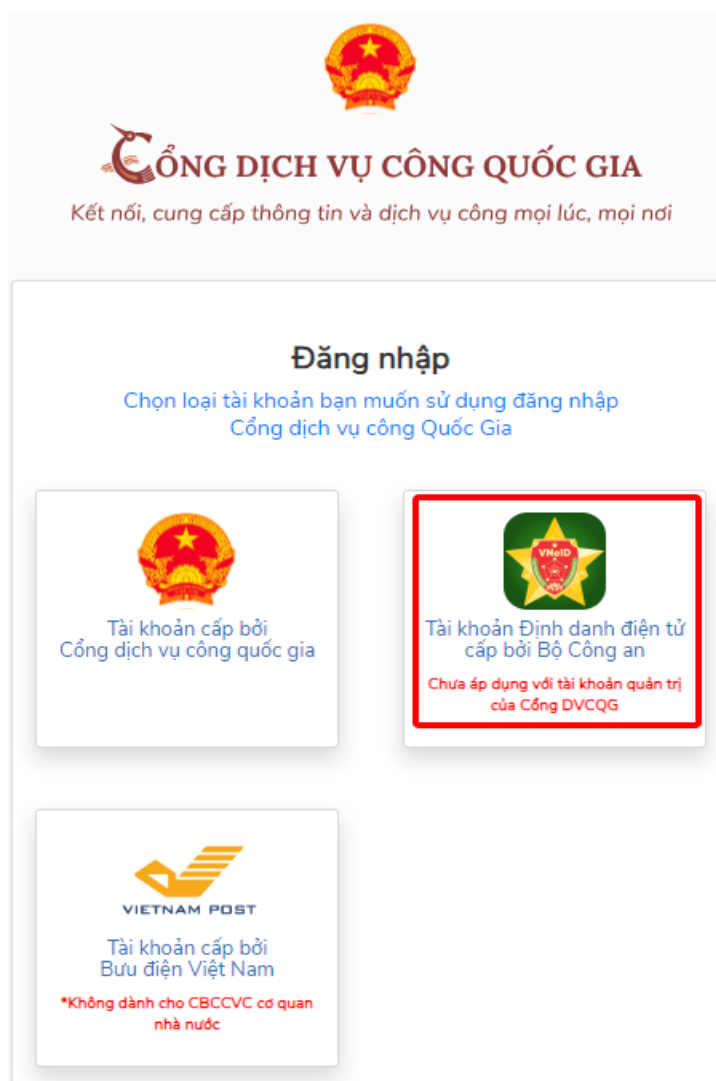 CỔNG DỊCH VỤ CÔNG QUỐC GIA
Kết nối, cung cấp thông tin và dịch vụ công mọi lúc, mọi nơi
Đăng nhập
Chọn loại tài khoản bạn muốn sử dụng đăng nhập
Cổng dịch vụ công Quốc Gia
Tài khoản cấp bởi
Cổng dịch vụ công quốc gia
VNeID
Tài khoản Định danh điện tử
cấp bởi Bộ Công an
Chưa áp dụng với tài khoản quản trị
của Cổng DVCQG
VIETNAM POST
Tài khoản cấp bởi
Bưu điện Việt Nam
*Không dành cho CBCCVC cơ quan
nhà nước